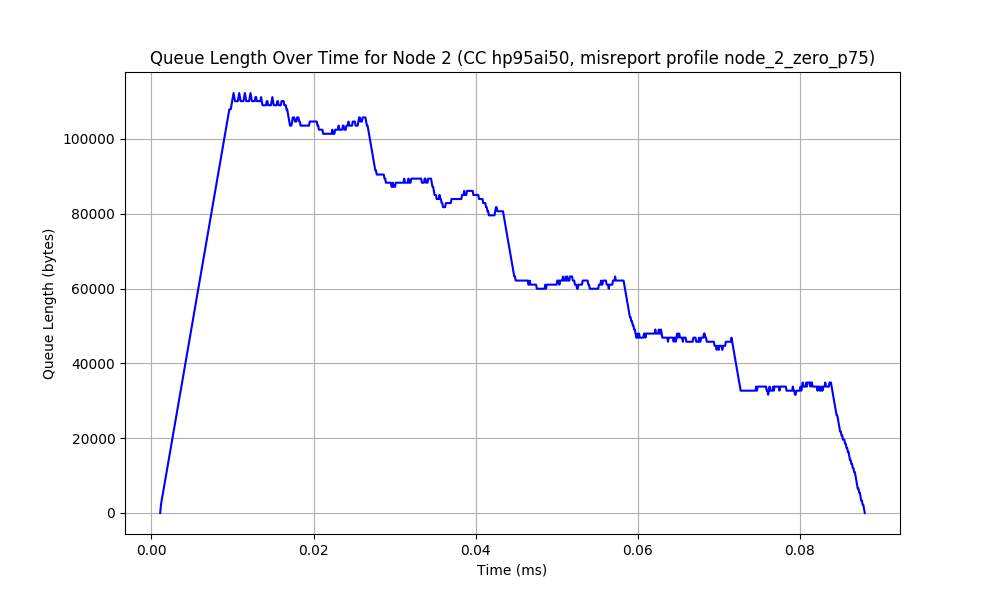 Queue Length Over Time for Node 2 (CC hp95ai50, misreport profile node_2_zero_p75)
100000
80000
60000
40000
20000
0
Queue Length (bytes)
0.00 0.02 0.04 0.06 0.08
Time (ms)